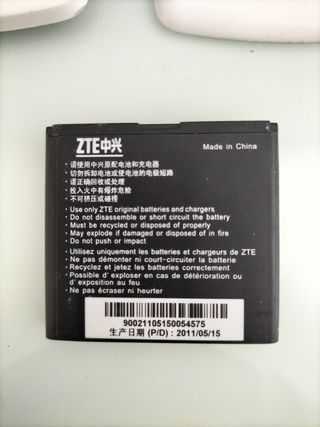 ZTE中兴
Made in China
- 请使用中兴原配电池和充电器
- 切勿拆卸电池或使电池的电极短路
- 请正确回收或处理
- 投入火中有爆炸危险
- 不可挤压或碰撞
- Use only ZTE original batteries and chargers
- Do not disassemble or short circuit the battery
- Must be recycled or disposed of properly
- May explode if damaged or disposed of in fire
- Do not push or impact
- Utilisez uniquement les batteries et chargeurs de ZTE
- Ne pas démonter ni court-circuiter la batterie
- Recyclez et jetez les batteries correctement
- Possible d' exploser en cas de détérioration ou
d' exposition au feu
- Ne pas écraser ni heurter
90021105150054575
生产日期 (P/D) : 2011/05/15